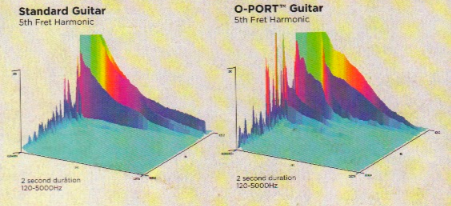 Standard Guitar
5th Fret Harmonic
2 second duration
120-5000Hz
O-PORT™ Guitar
5th Fret Harmonic
2 second duration
120-5000Hz